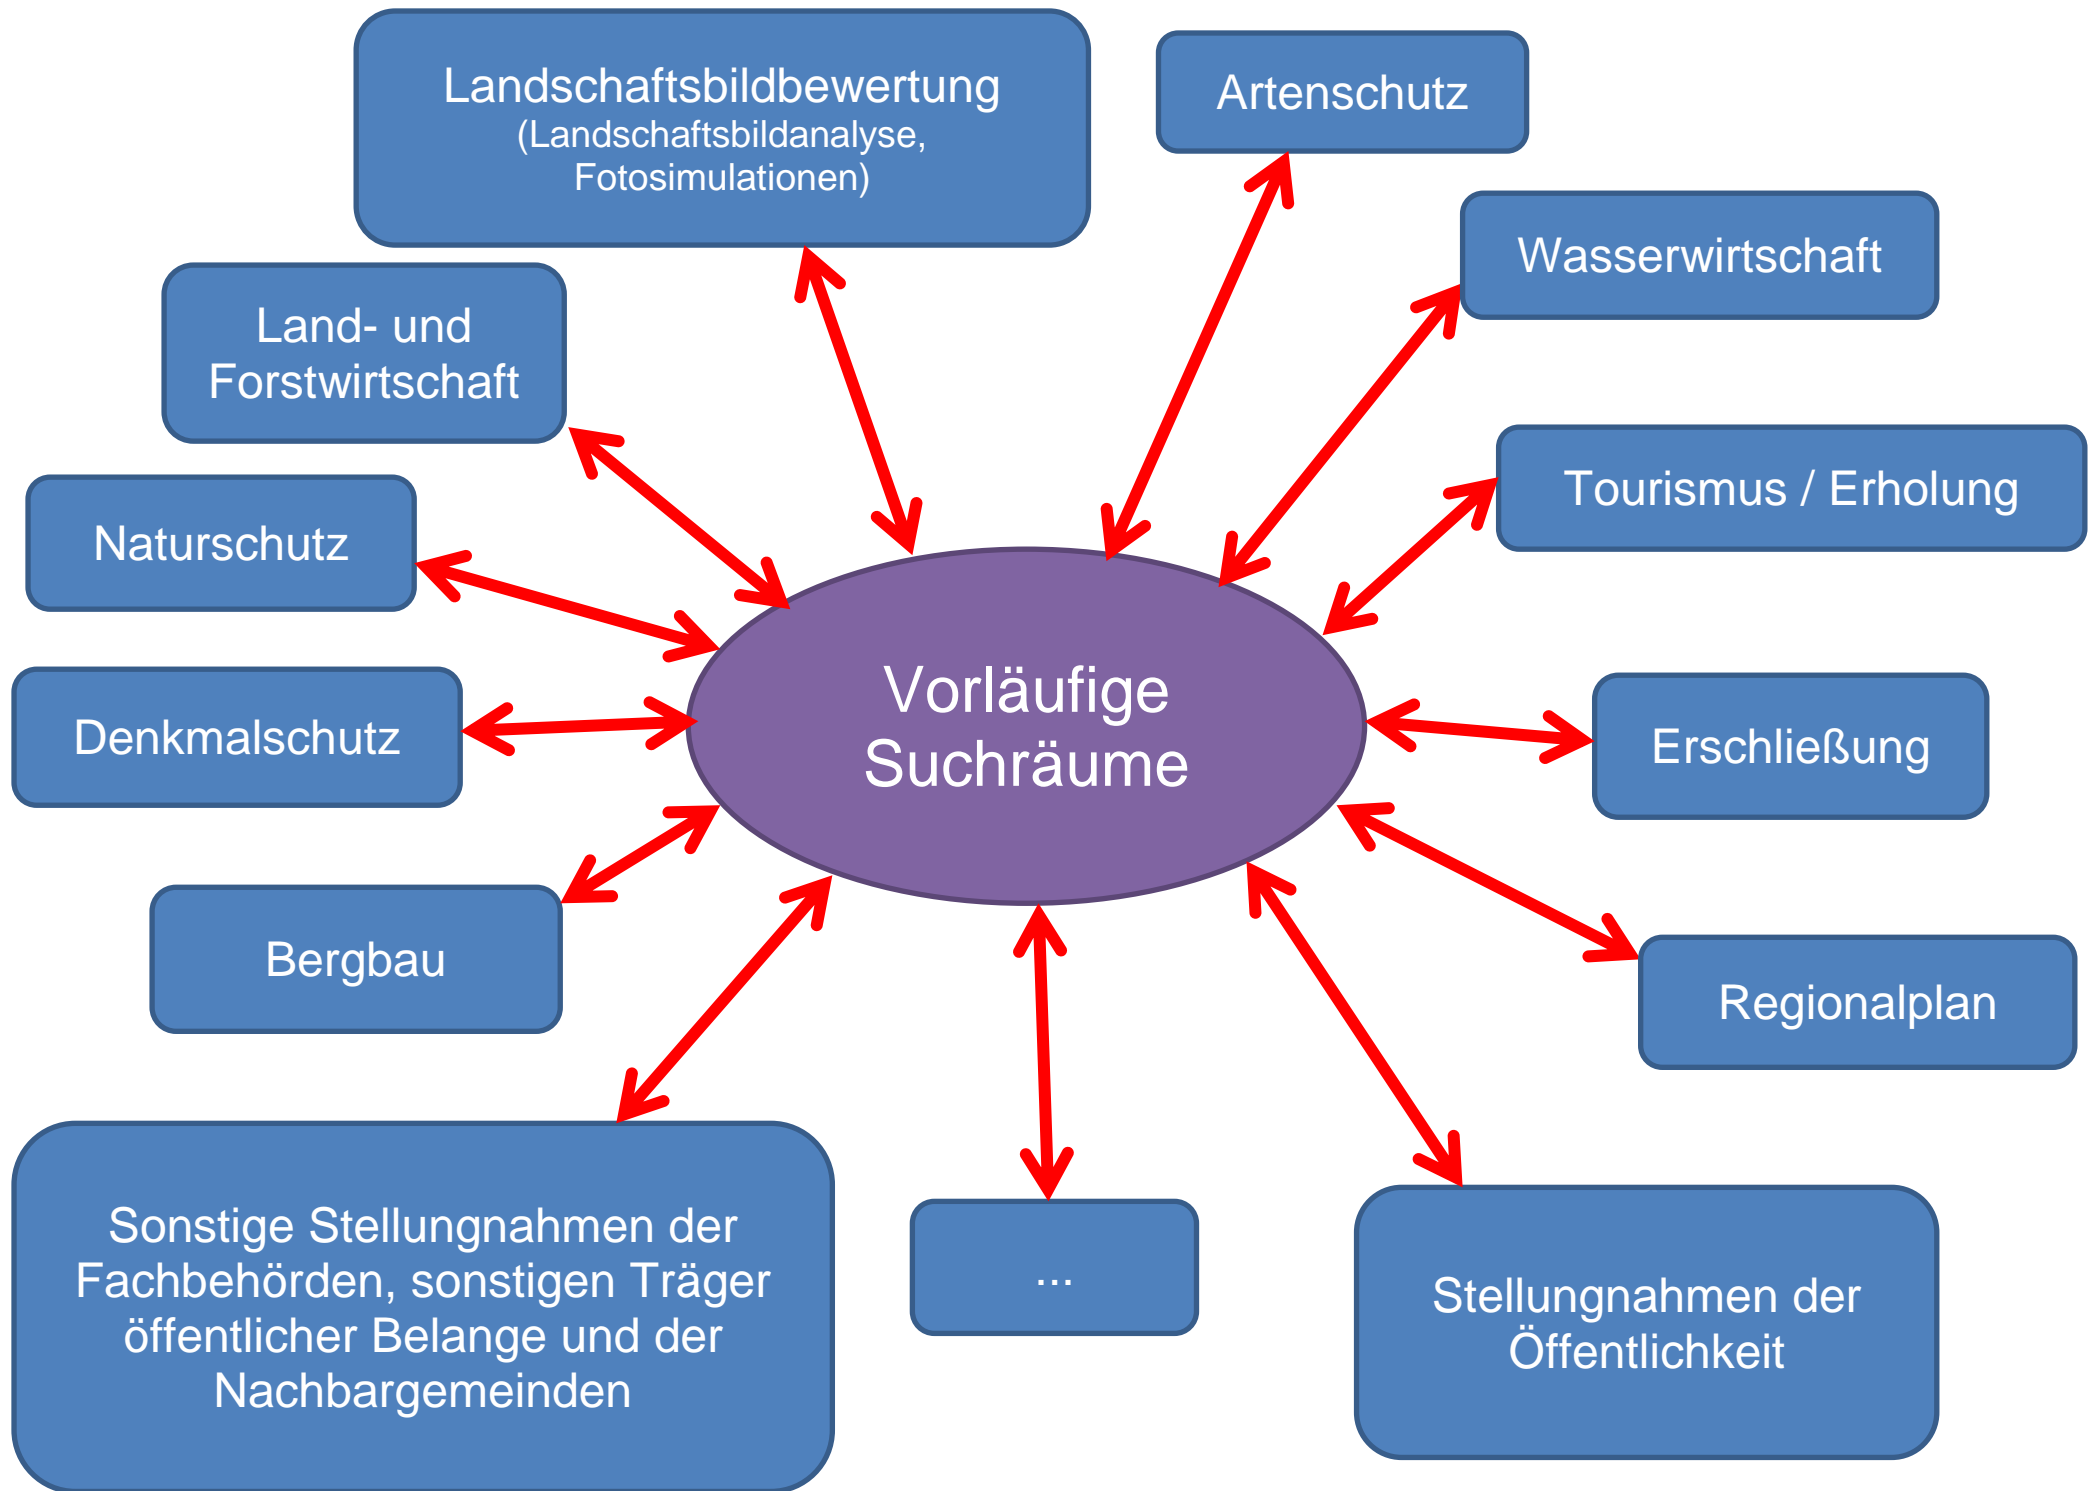 Landschaftsbildbewertung
(Landschaftsbildanalyse,
Fotosimulationen)
Artenschutz
Wasserwirtschaft
Land- und
Forstwirtschaft
Tourismus / Erholung
Naturschutz
Vorläufige
Suchräume
Denkmalschutz
Erschließung
Bergbau
Regionalplan
Sonstige Stellungnahmen der
Fachbehörden, sonstigen Träger
öffentlicher Belange und der
Nachbargemeinden
...
Stellungnahmen der
Öffentlichkeit